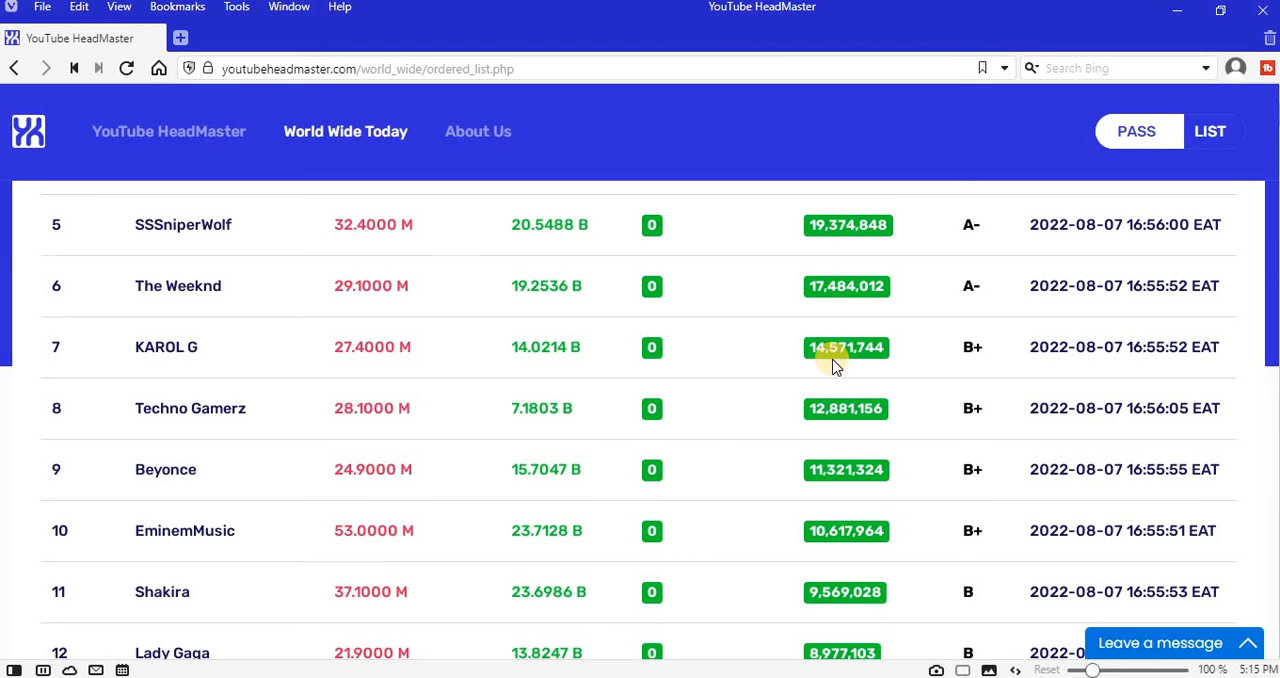 File Edit View Bookmarks Tools Window Help YouTube HeadMaster
YouTube HeadMaster
youtubeheadmaster.com/world_wide/ordered_list.php Search Bing
YouTube HeadMaster World Wide Today About Us PASS LIST
5 SSSniperWolf 32.4000 M 20.5488 B 0 19,374,848 A- 2022-08-07 16:56:00 EAT
6 The Weeknd 29.1000 M 19.2536 B 0 17,484,012 A- 2022-08-07 16:55:52 EAT
7 KAROL G 27.4000 M 14.0214 B 0 14,571,744 B+ 2022-08-07 16:55:52 EAT
8 Techno Gamerz 28.1000 M 7.1803 B 0 12,881,156 B+ 2022-08-07 16:56:05 EAT
9 Beyonce 24.9000 M 15.7047 B 0 11,321,324 B+ 2022-08-07 16:55:55 EAT
10 EminemMusic 53.0000 M 23.7128 B 0 10,617,964 B+ 2022-08-07 16:55:51 EAT
11 Shakira 37.1000 M 23.6986 B 0 9,569,028 B 2022-08-07 16:55:53 EAT
12 Lady Gaga 21.9000 M 13.8247 B 0 8,977,103 B 2022-0
Leave a message
Reset 100 % 5:15 PM